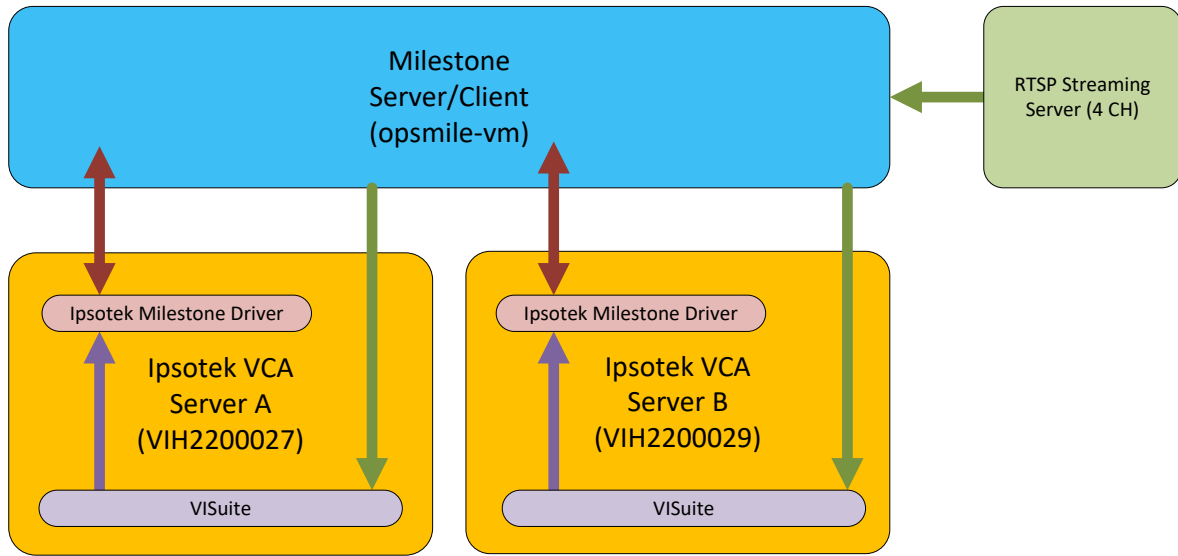 Milestone
Server/Client
(opsmile-vm)
RTSP Streaming
Server (4 CH)
Ipsotek Milestone Driver
Ipsotek VCA
Server A
(VIH2200027)
VISuite
Ipsotek Milestone Driver
Ipsotek VCA
Server B
(VIH2200029)
VISuite